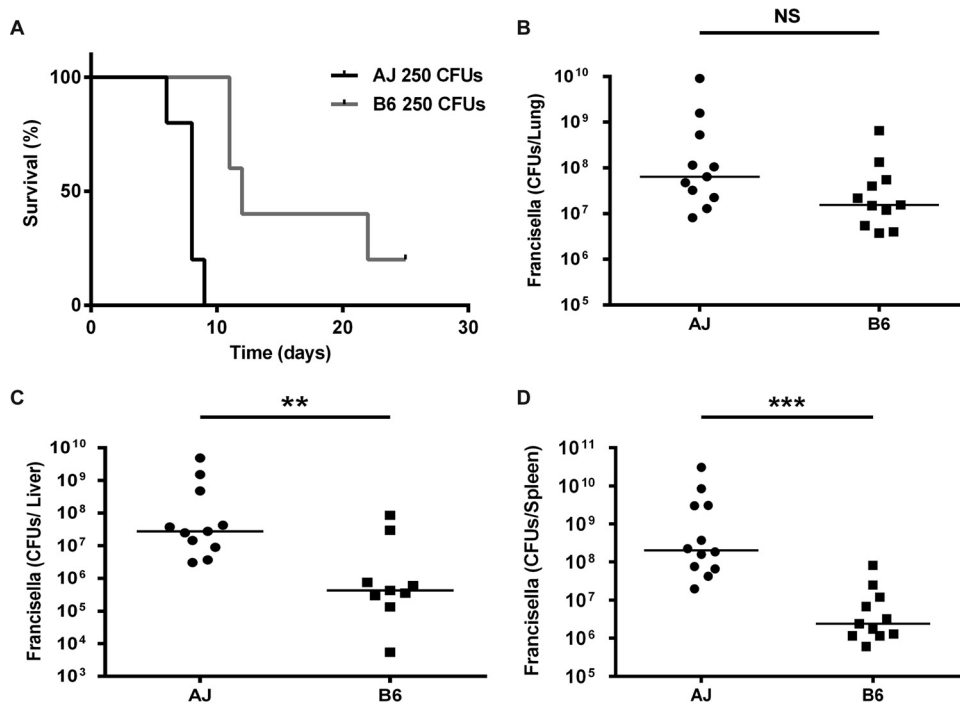 A
100
50
0
Survival (%)
0 10 20 30
Time (days)
AJ 250 CFUs
B6 250 CFUs
B
NS
Francisella (CFUs/Lung)
10^10
10^9
10^8
10^7
10^6
10^5
AJ B6
C
**
Francisella (CFUs/ Liver)
10^10
10^9
10^8
10^7
10^6
10^5
10^4
10^3
AJ B6
D
***
Francisella (CFUs/Spleen)
10^11
10^10
10^9
10^8
10^7
10^6
10^5
AJ B6